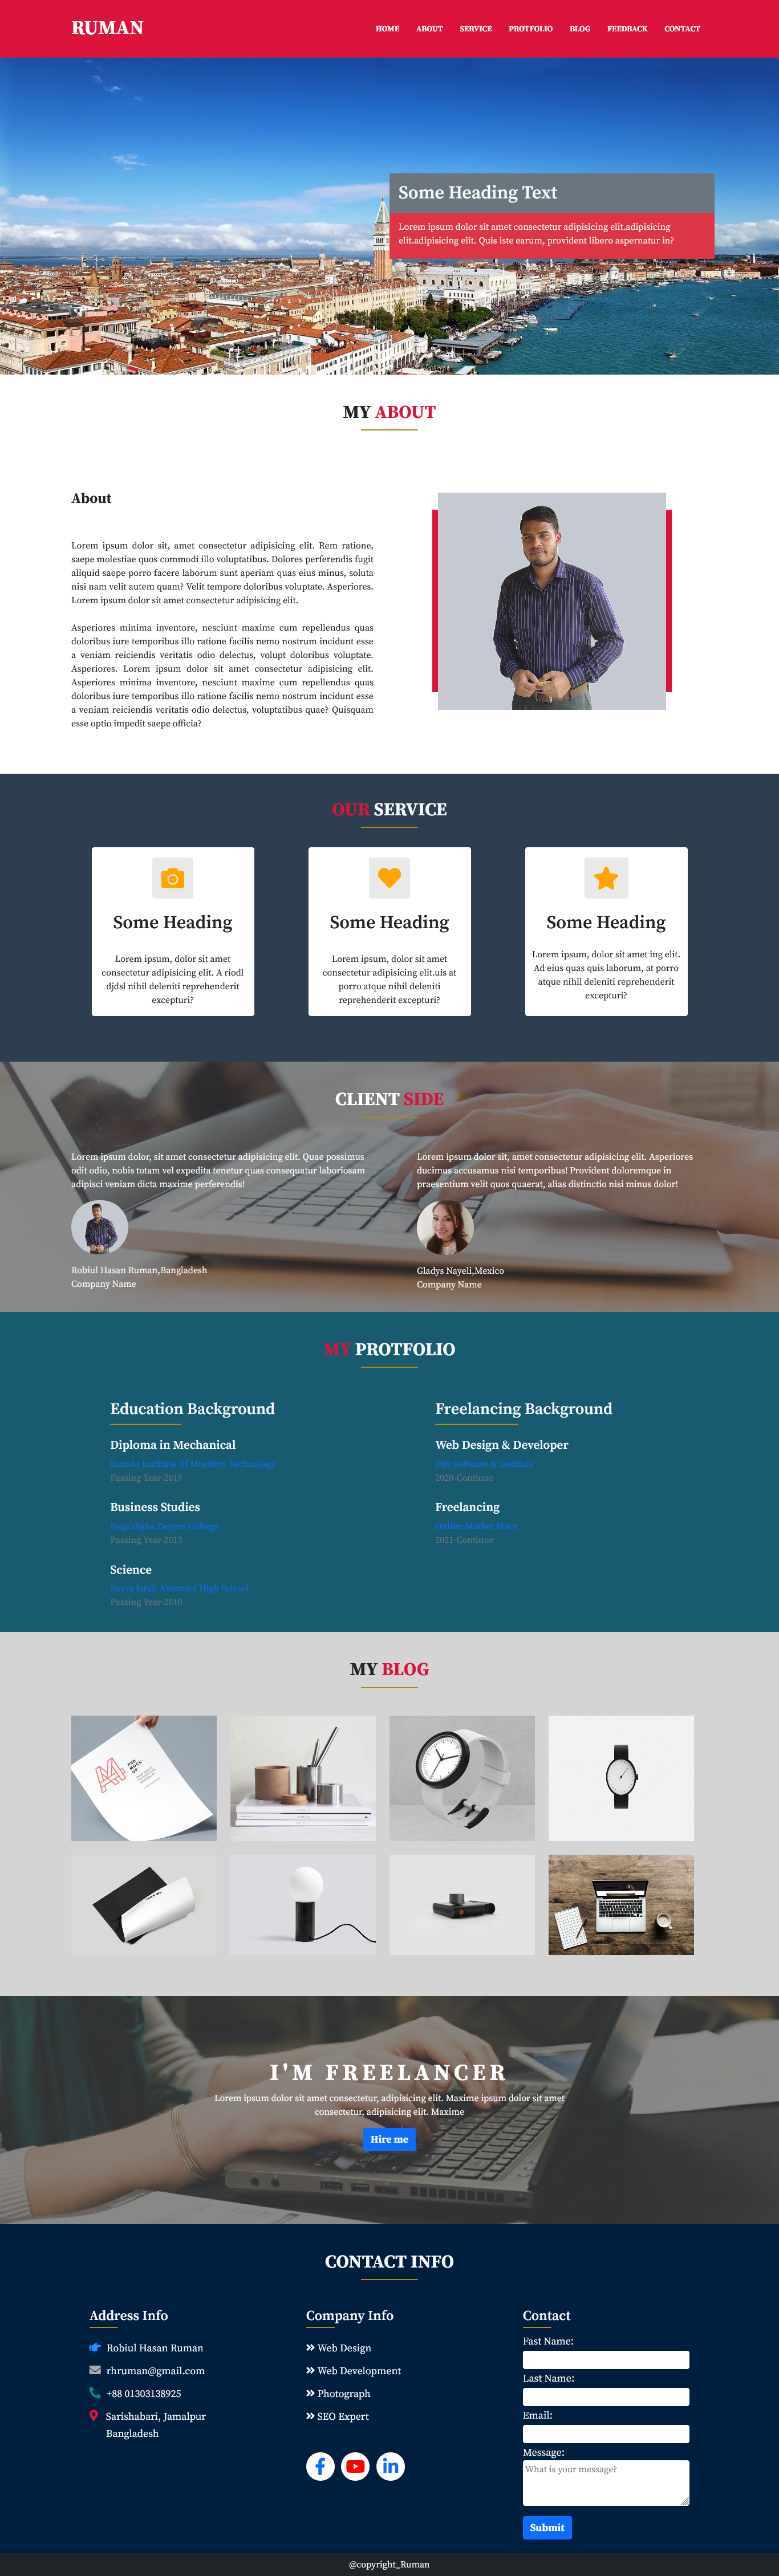 RUMAN
HOME ABOUT SERVICE PROTFOLIO BLOG FEEDBACK CONTACT
Some Heading Text
Lorem ipsum dolor sit amet consectetur adipisicing elit.adipisicing
elit.adipisicing elit. Quis iste earum, provident libero aspernatur in?
MY ABOUT
About
Lorem ipsum dolor sit, amet consectetur adipisicing elit. Rem ratione,
saepe molestiae quos commodi illo voluptatibus. Dolores perferendis fugit
aliquid saepe porro facere laborum sunt aperiam quas eius minus, soluta
nisi nam velit autem quam? Velit tempore doloribus voluptate. Asperiores.
Lorem ipsum dolor sit amet consectetur adipisicing elit.
Asperiores minima inventore, nesciunt maxime cum repellendus quas
doloribus iure temporibus illo ratione facilis nemo nostrum incidunt esse
a veniam reiciendis veritatis odio delectus, volupt doloribus voluptate.
Asperiores. Lorem ipsum dolor sit amet consectetur adipisicing elit.
Asperiores minima inventore, nesciunt maxime cum repellendus quas
doloribus iure temporibus illo ratione facilis nemo nostrum incidunt esse
a veniam reiciendis veritatis odio delectus, voluptatibus quae? Quisquam
esse optio impedit saepe officia?
OUR SERVICE
Some Heading
Lorem ipsum, dolor sit amet
consectetur adipisicing elit. A riodl
djdsl nihil deleniti reprehenderit
excepturi?
Some Heading
Lorem ipsum, dolor sit amet
consectetur adipisicing elit.uis at
porro atque nihil deleniti
reprehenderit excepturi?
Some Heading
Lorem ipsum, dolor sit amet ing elit.
Ad eius quas quis laborum, at porro
atque nihil deleniti reprehenderit
excepturi?
CLIENT SIDE
Lorem ipsum dolor, sit amet consectetur adipisicing elit. Quae possimus
odit odio, nobis totam vel expedita tenetur quas consequatur laboriosam
adipisci veniam dicta maxime perferendis!
Robiul Hasan Ruman,Bangladesh
Company Name
Lorem ipsum dolor sit, amet consectetur adipisicing elit. Asperiores
ducimus accusamus nisi temporibus! Provident doloremque in
praesentium velit quos quaerat, alias distinctio nisi minus dolor!
Gladys Nayeli,Mexico
Company Name
MY PROTFOLIO
Education Background
Diploma in Mechanical
Rumdo Institute Of Mordern Technology
Passing Year-2019
Business Studies
Pogaldigha Degree College
Passing Year-2013
Science
Boyra Israil Ahmmed High School
Passing Year-2010
Freelancing Background
Web Design & Developer
2020-Continue
Freelancing
Online Market Place
2021-Continue
MY BLOG
PSD
MOCK
UP
I'M FREELANCER
Lorem ipsum dolor sit amet consectetur, adipisicing elit. Maxime ipsum dolor sit amet
consectetur, adipisicing elit. Maxime
Hire me
CONTACT INFO
Address Info
Robiul Hasan Ruman
rhruman@gmail.com
+88 01303138925
Sarishabari, Jamalpur
Bangladesh
Company Info
Web Design
Web Development
Photograph
SEO Expert
Contact
Fast Name:
Last Name:
Email:
Message:
What is your message?
Submit
@copyright_Ruman